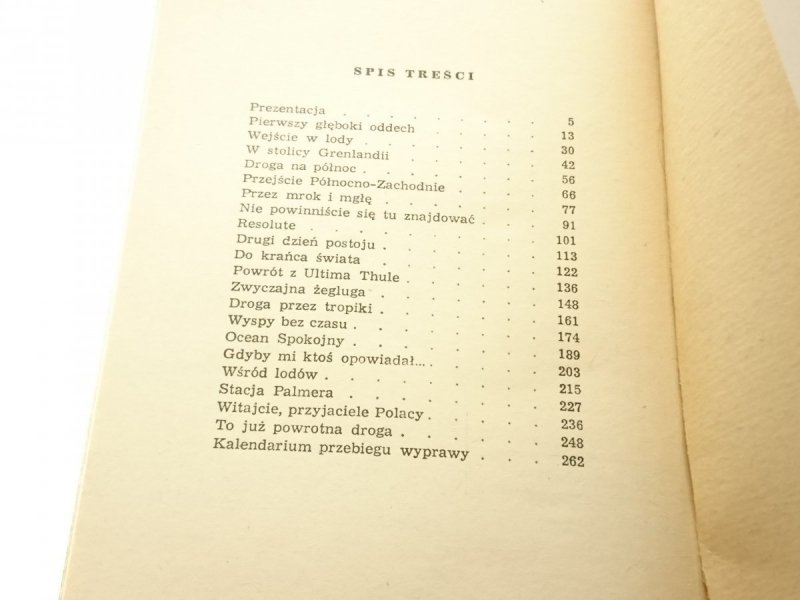 SPIS TREŚCI
Prezentacja . . . . . . . . 5
Pierwszy głęboki oddech . . . . . 13
Wejście w lody . . . . . . . 30
W stolicy Grenlandii . . . . . . 42
Droga na północ . . . . . . . 56
Przejście Północno-Zachodnie . . . . 66
Przez mrok i mgłę . . . . . . 77
Nie powinniście się tu znajdować . . . 91
Resolute . . . . . . . . 101
Drugi dzień postoju . . . . . . 113
Do krańca świata . . . . . . 122
Powrót z Ultima Thule . . . . . 136
Zwyczajna żegluga . . . . . . 148
Droga przez tropiki . . . . . . 161
Wyspy bez czasu . . . . . . . 174
Ocean Spokojny . . . . . . . 189
Gdyby mi ktoś opowiadał... . . . . . 203
Wśród lodów . . . . . . . 215
Stacja Palmera . . . . . . . 227
Witajcie, przyjaciele Polacy . . . . . 236
To już powrotna droga . . . . . 248
Kalendarium przebiegu wyprawy . . . . 262